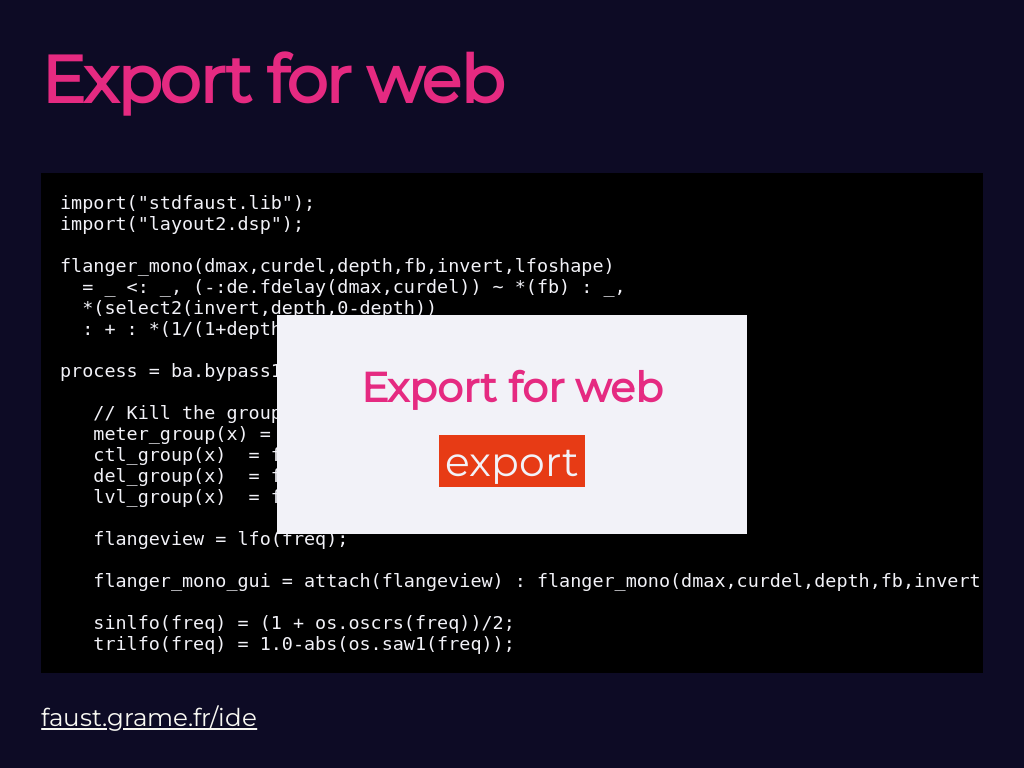 Export for web
import("stdfaust.lib");
import("layout2.dsp");
flanger_mono(dmax,curdel,depth,fb,invert,lfoshape)
= _ <: _, (-:de.fdelay(dmax,curdel)) ~ *(fb) : _,
*(select2(invert,depth,0-depth))
: + : *(1/(1+depth
process = ba.bypass1
// Kill the group
meter_group(x) =
ctl_group(x)  =
del_group(x)  =
lvl_group(x)  =
flangeview = lfo(freq);
flanger_mono_gui = attach(flangeview) : flanger_mono(dmax,curdel,depth,fb,invert
sinlfo(freq) = (1 + os.oscrs(freq))/2;
trilfo(freq) = 1.0-abs(os.saw1(freq));
Export for web
export
faust.grame.fr/ide